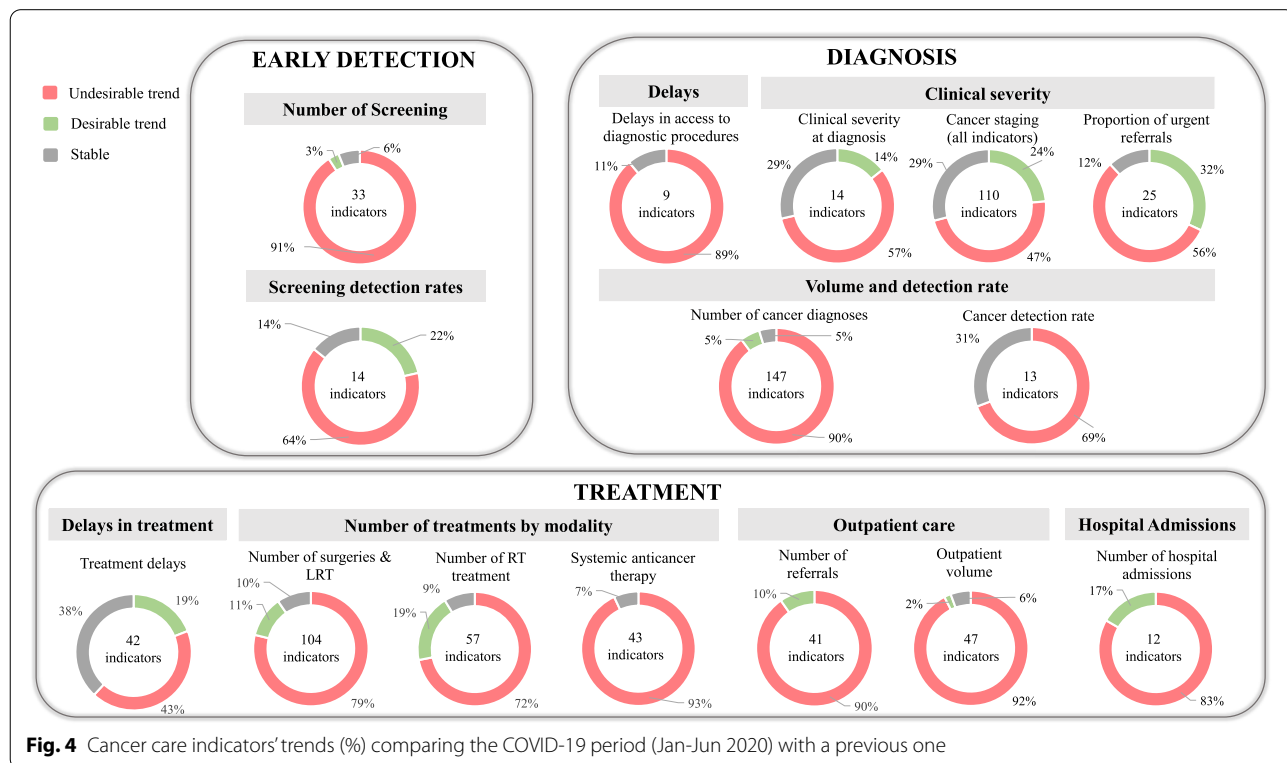 EARLY DETECTION
DIAGNOSIS
Undesirable trend
Desirable trend
Stable
Number of Screening
3%
6%
33
indicators
91%
Screening detection rates
14%
22%
14
indicators
64%
Delays
Clinical severity
Delays in access to
diagnostic procedures
11%
9
indicators
89%
Clinical severity
at diagnosis
29%
14%
14
indicators
57%
Cancer staging
(all indicators)
29%
24%
110
indicators
47%
Proportion of urgent
referrals
12%
32%
25
indicators
56%
Volume and detection rate
Number of cancer diagnoses
5%
5%
147
indicators
90%
Cancer detection rate
31%
13
indicators
69%
TREATMENT
Delays in treatment
Number of treatments by modality
Outpatient care
Hospital Admissions
Treatment delays
38%
19%
42
indicators
43%
Number of surgeries &
LRT
10%
11%
104
indicators
79%
Number of RT
treatment
9%
19%
57
indicators
72%
Systemic anticancer
therapy
7%
43
indicators
93%
Number of
referrals
10%
41
indicators
90%
Outpatient
volume
2%
6%
47
indicators
92%
Number of hospital
admissions
17%
12
indicators
83%
Fig. 4 Cancer care indicators' trends (%) comparing the COVID-19 period (Jan-Jun 2020) with a previous one